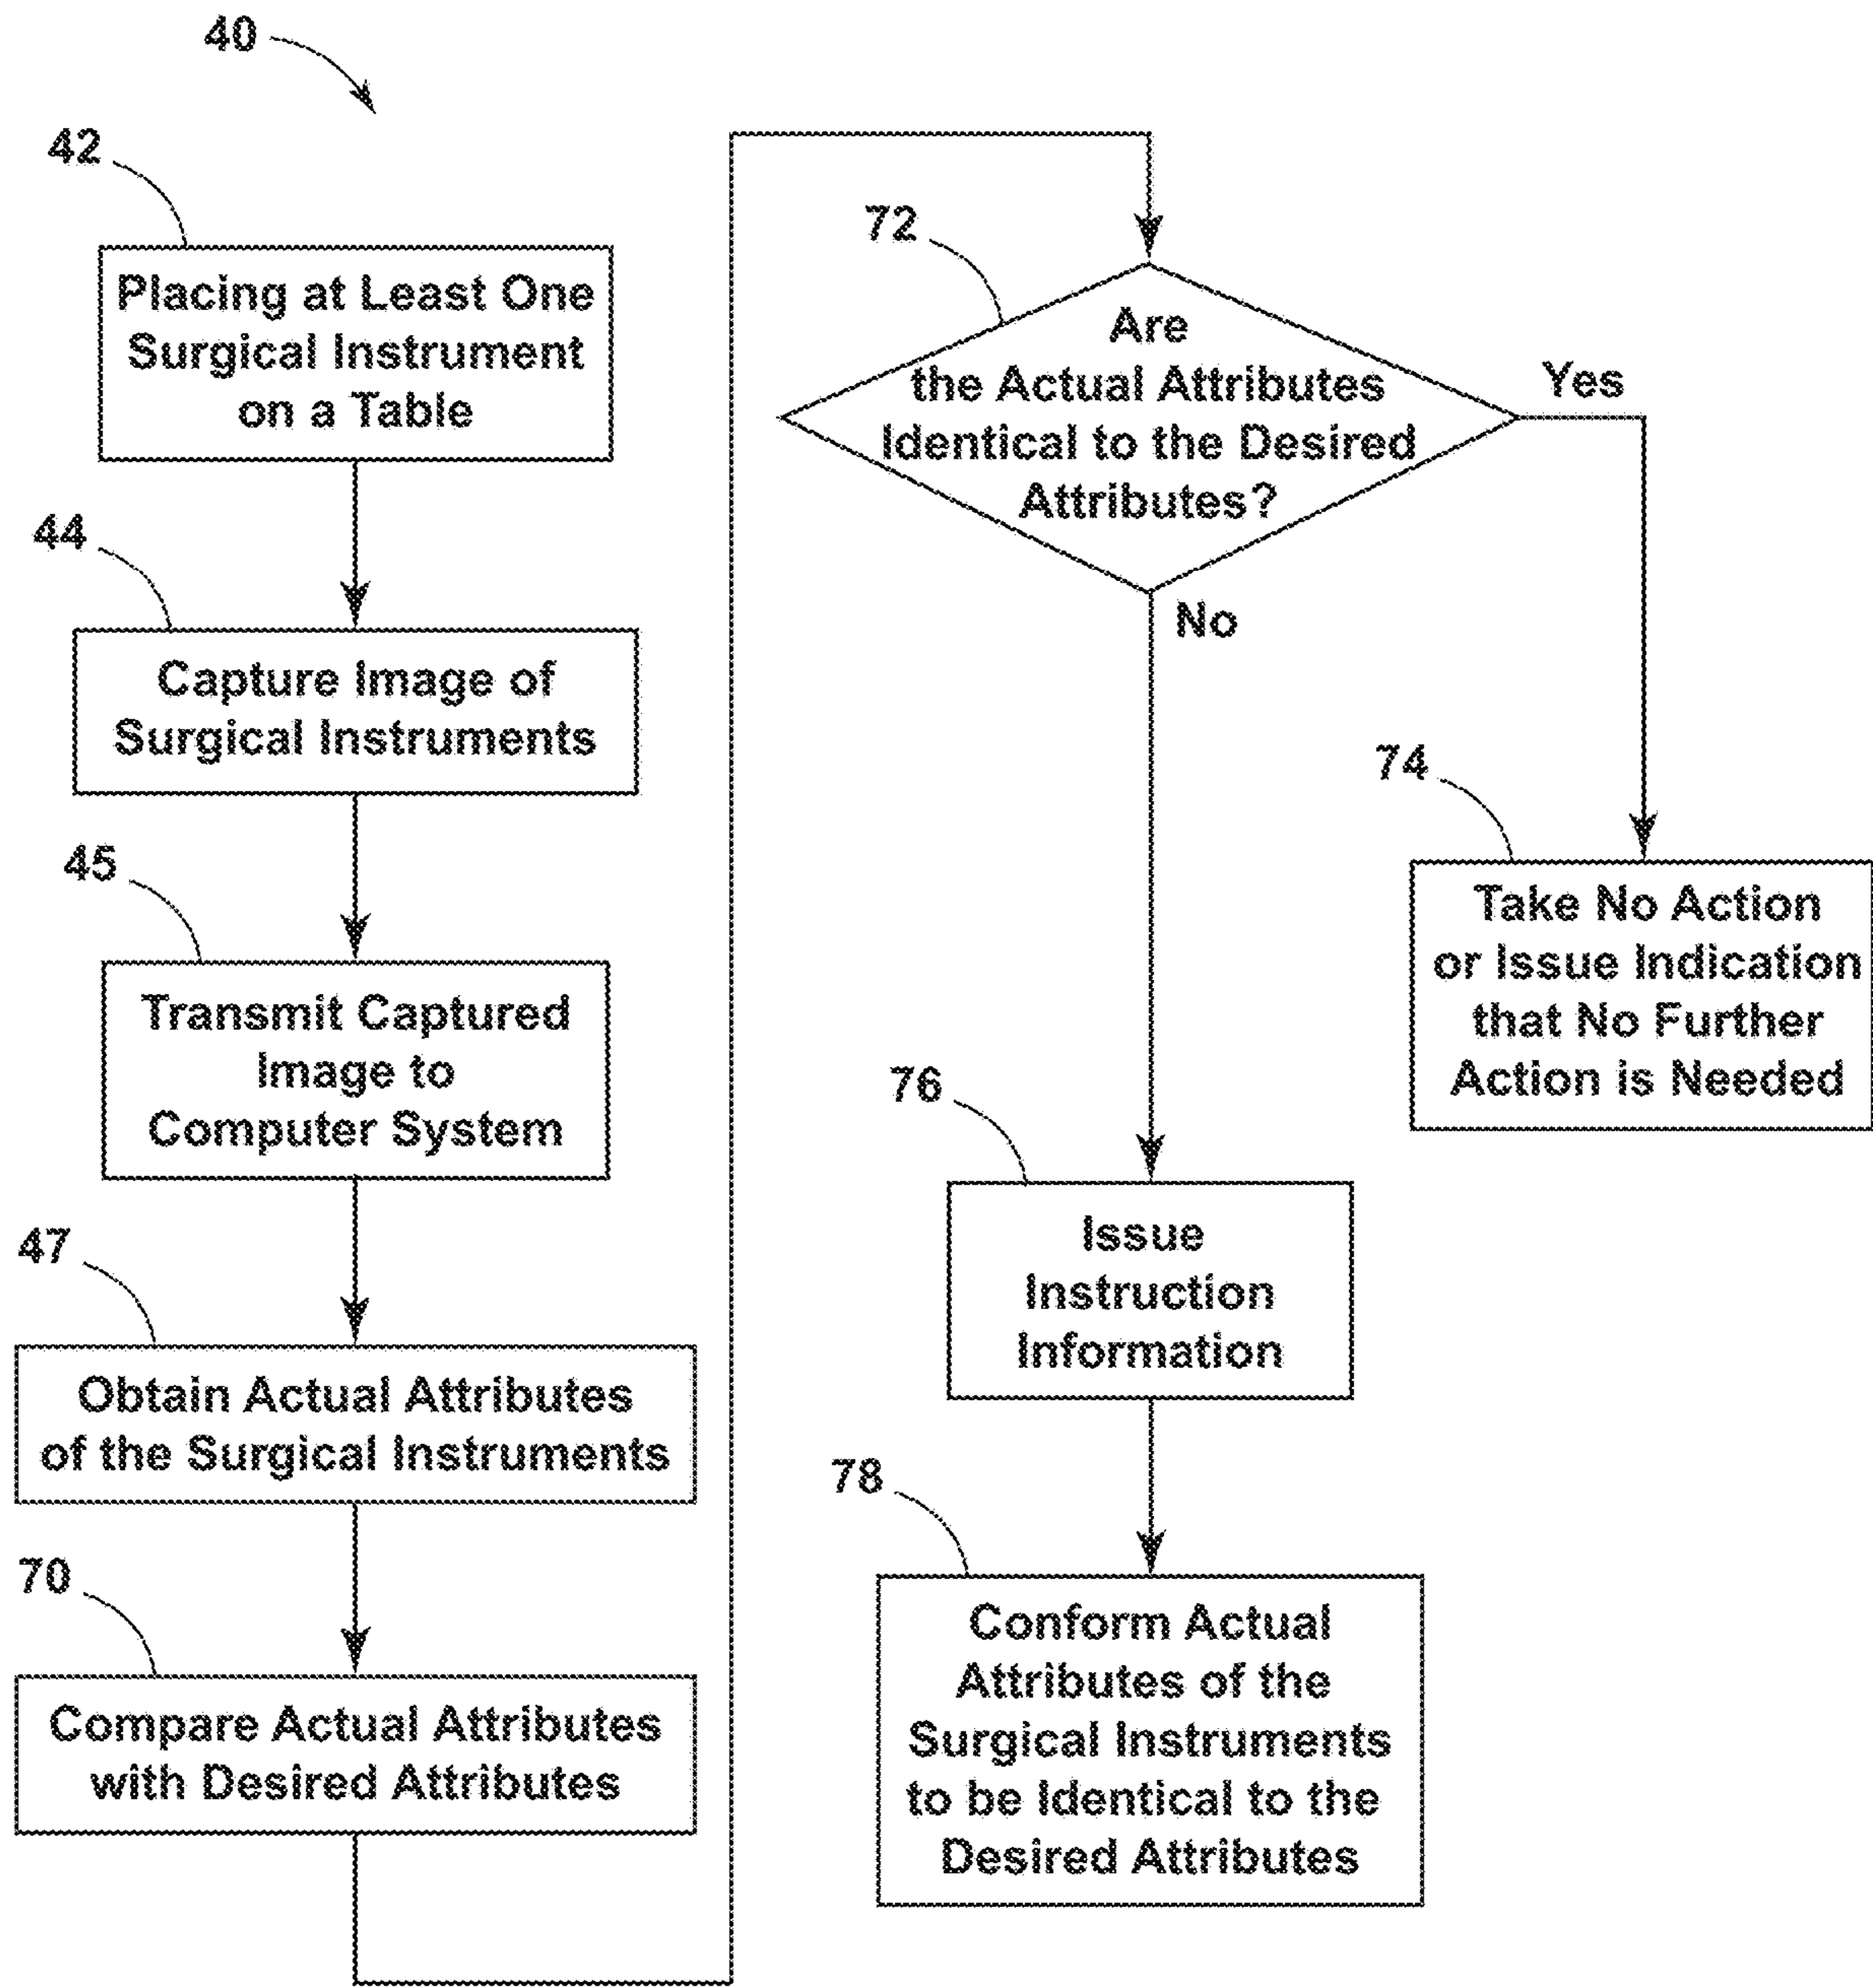 40
42
Placing at Least One
Surgical Instrument
on a Table
44
Capture Image of
Surgical Instruments
45
Transmit Captured
Image to
Computer System
47
Obtain Actual Attributes
of the Surgical Instruments
70
Compare Actual Attributes
with Desired Attributes
72
Are
the Actual Attributes
Identical to the Desired
Attributes?
Yes
No
74
Take No Action
or Issue Indication
that No Further
Action is Needed
76
Issue
Instruction
Information
78
Conform Actual
Attributes of the
Surgical Instruments
to be Identical to the
Desired Attributes